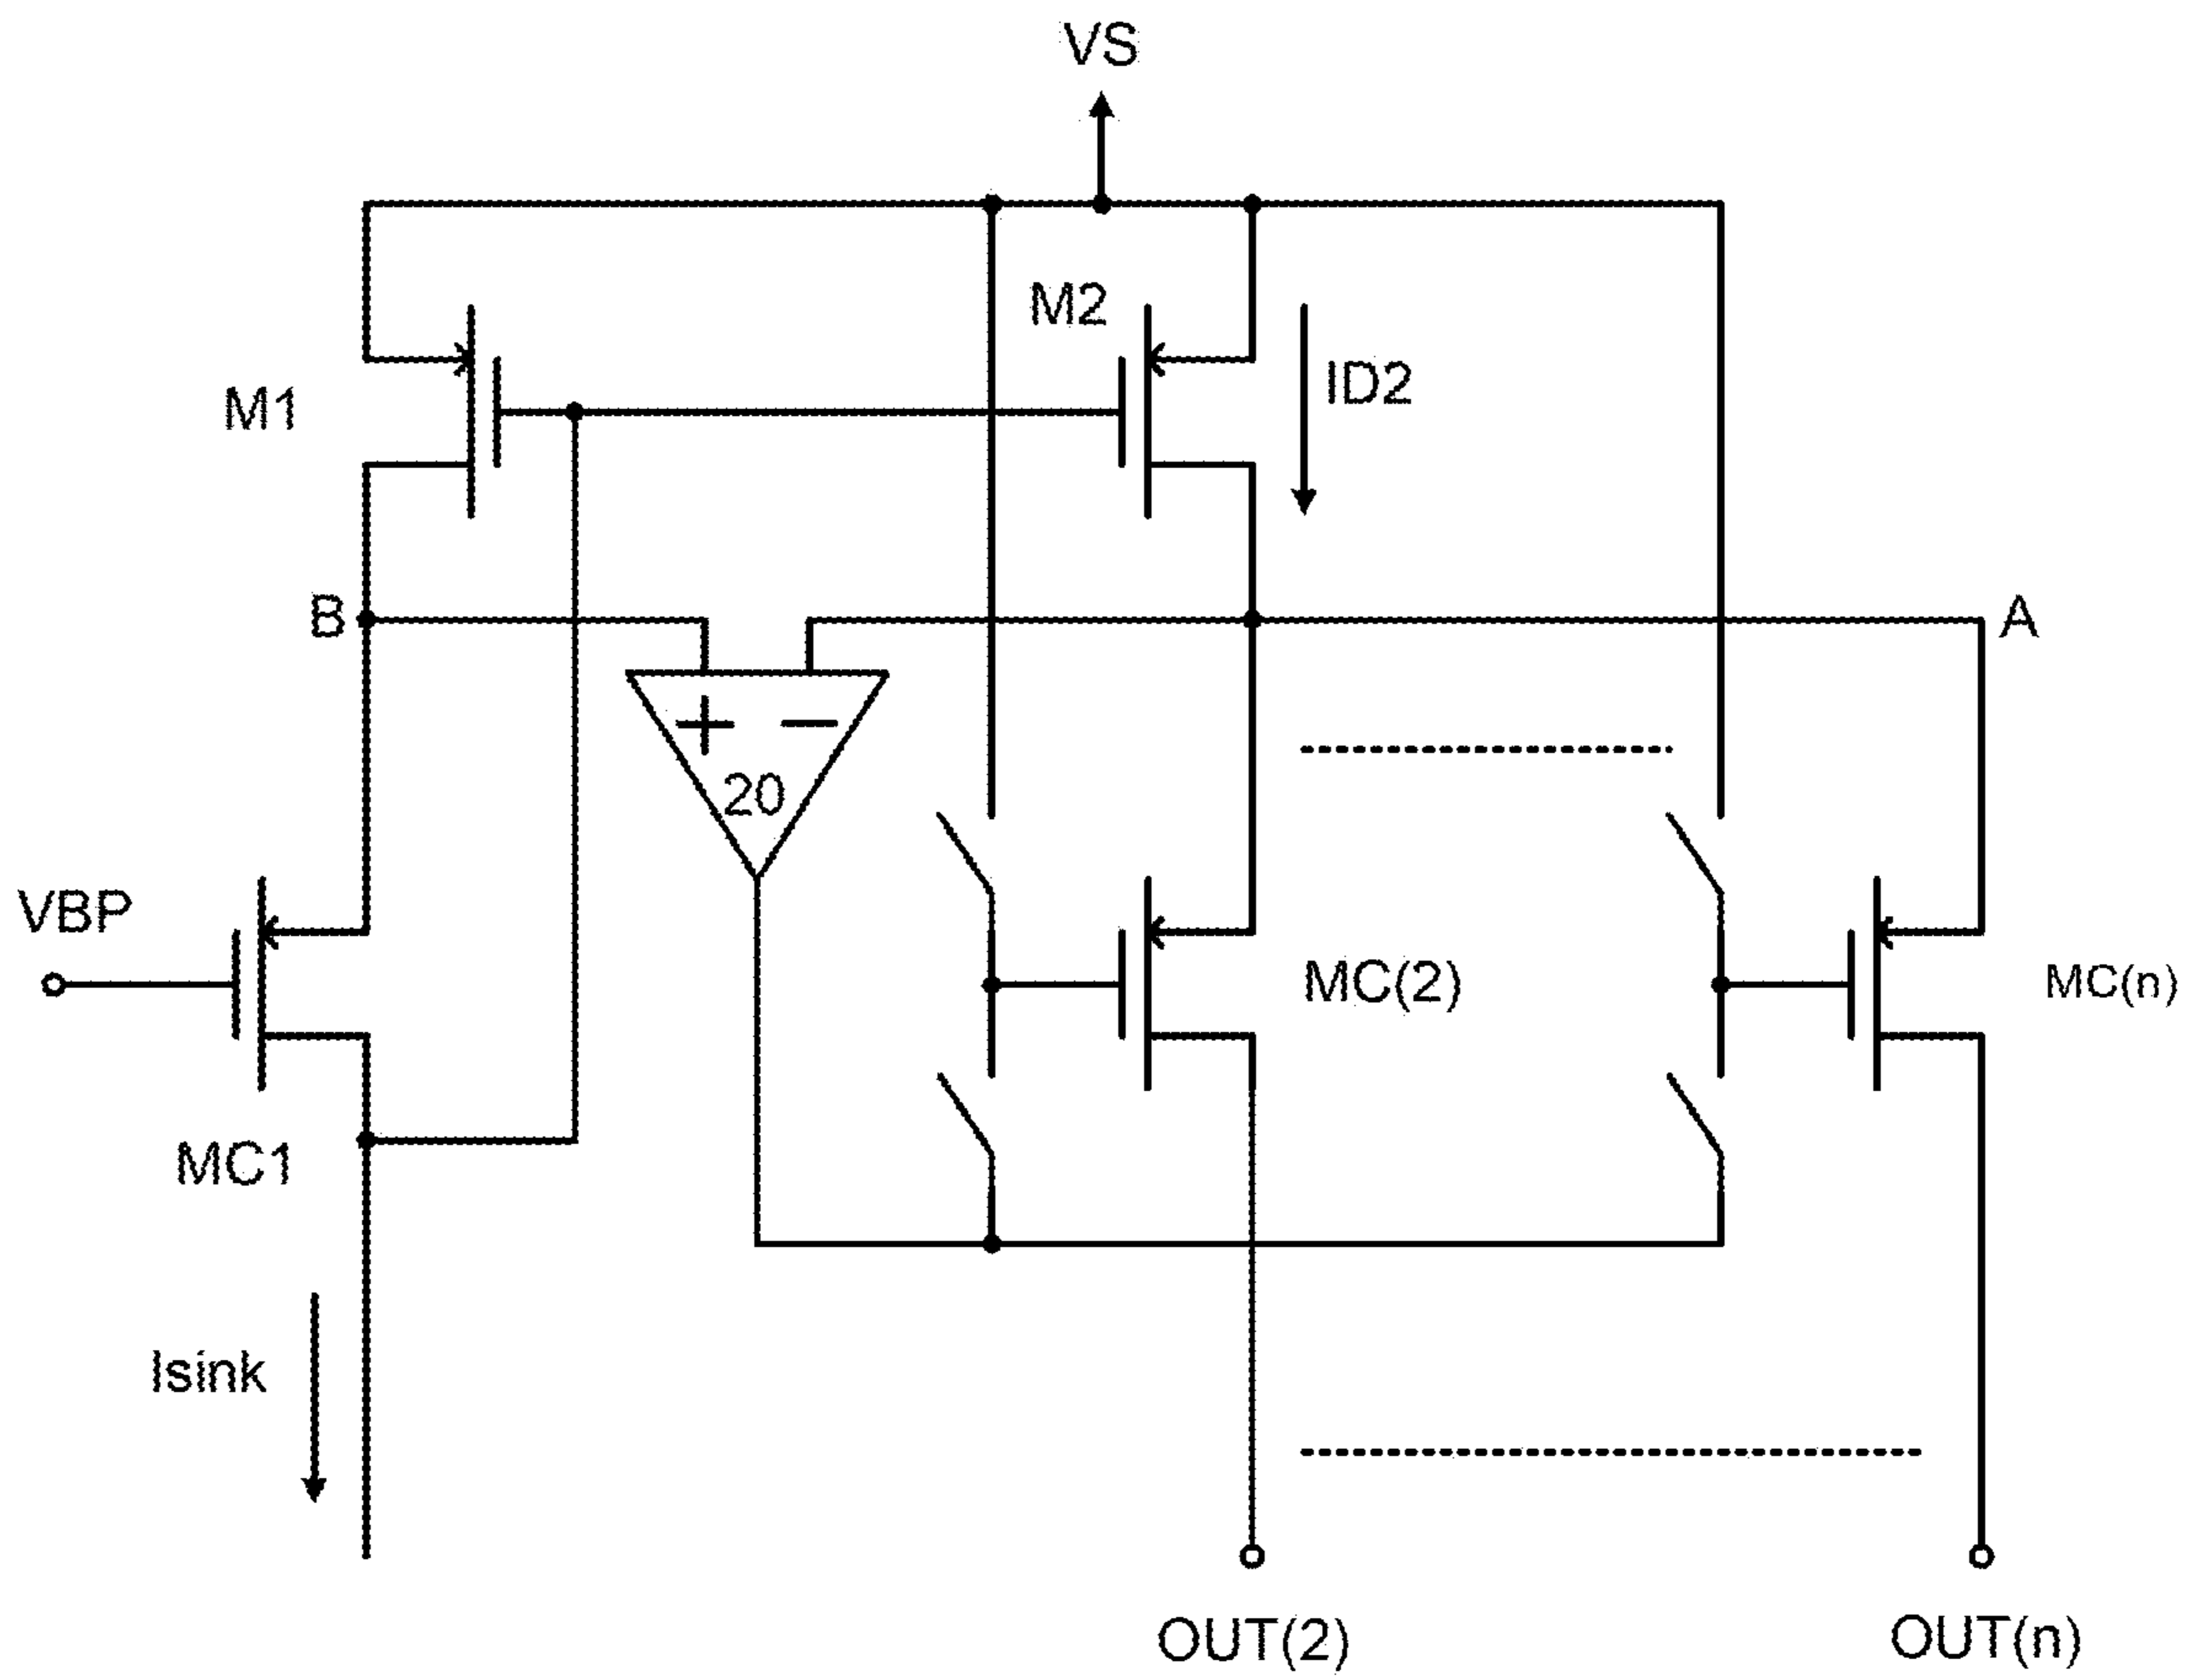 VS
M2
ID2
M1
B
A
+ −
20
VBP
MC(2)
MC(n)
MC1
Isink
OUT(2)
OUT(n)